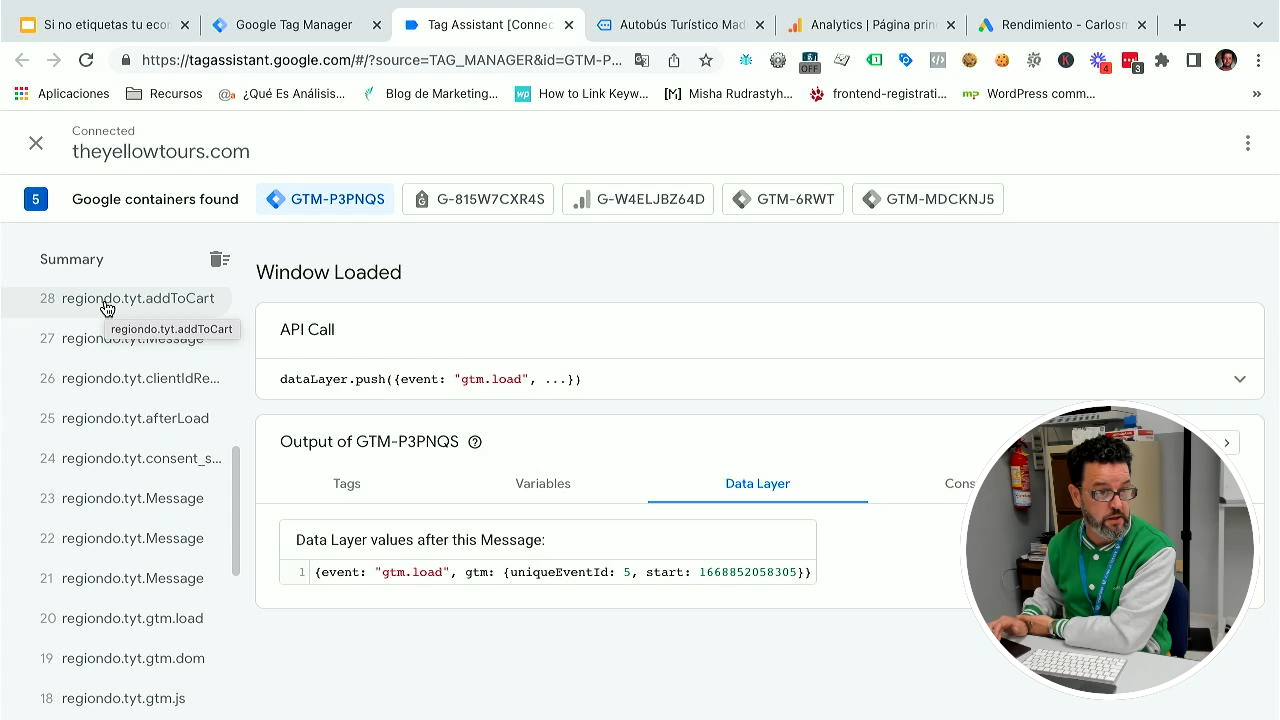 Si no etiquetas tu econ
Google Tag Manager
Tag Assistant [Connec
Autobús Turístico Mad
Analytics | Página prin
Rendimiento - Carlosm
https://tagassistant.google.com/#/?source=TAG_MANAGER&id=GTM-P...
OFF
1
4
3
Aplicaciones
Recursos
¿Qué Es Análisis...
Blog de Marketing...
wp How to Link Keyw...
[M] Misha Rudrastyh...
frontend-registrati...
mp WordPress comm...
»
Connected
theyellowtours.com
5 Google containers found
GTM-P3PNQS
G-815W7CXR4S
G-W4ELJBZ64D
GTM-6RWT
GTM-MDCKNJ5
Summary
28 regiondo.tyt.addToCart
regiondo.tyt.addToCart
27 regiondo.tyt.Message
26 regiondo.tyt.clientIdRe...
25 regiondo.tyt.afterLoad
24 regiondo.tyt.consent_s...
23 regiondo.tyt.Message
22 regiondo.tyt.Message
21 regiondo.tyt.Message
20 regiondo.tyt.gtm.load
19 regiondo.tyt.gtm.dom
18 regiondo.tyt.gtm.js
Window Loaded
API Call
dataLayer.push({event: "gtm.load", ...})
Output of GTM-P3PNQS
Tags
Variables
Data Layer
Cons
Data Layer values after this Message:
1 {event: "gtm.load", gtm: {uniqueEventId: 5, start: 1668852058305}}